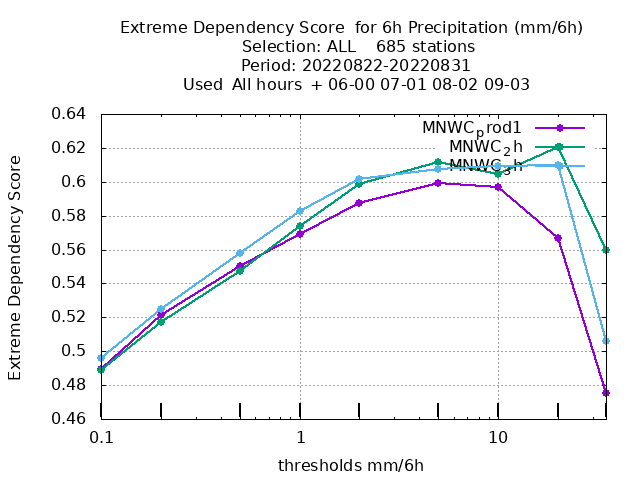 Extreme Dependency Score  for 6h Precipitation (mm/6h)
Selection: ALL    685 stations
Period: 20220822-20220831
Used  All hours  + 06-00 07-01 08-02 09-03
MNWC_prod1
MNWC_2h
MNWC_3h
Extreme Dependency Score
0.64
0.62
0.6
0.58
0.56
0.54
0.52
0.5
0.48
0.46
0.1 1 10
thresholds mm/6h